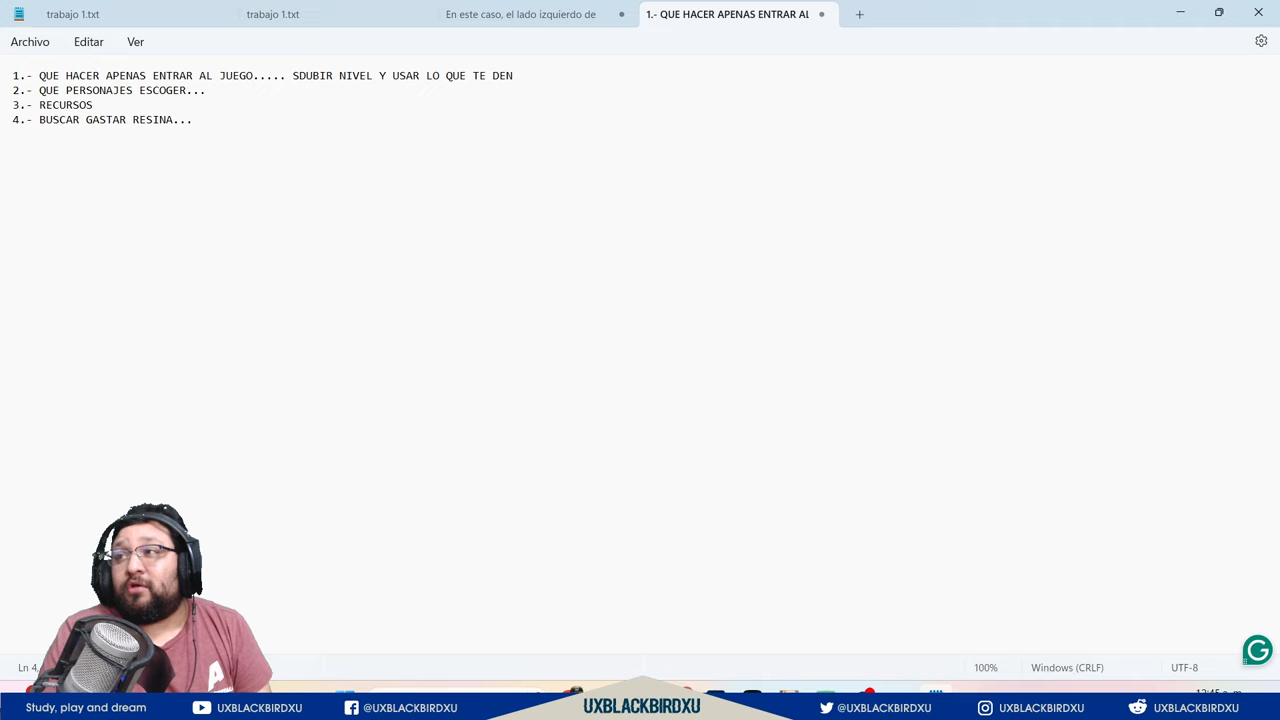 trabajo 1.txt
trabajo 1.txt
En este caso, el lado izquierdo de
1.- QUE HACER APENAS ENTRAR AL
Archivo
Editar
Ver
1.- QUE HACER APENAS ENTRAR AL JUEGO..... SDUBIR NIVEL Y USAR LO QUE TE DEN
2.- QUE PERSONAJES ESCOGER...
3.- RECURSOS
4.- BUSCAR GASTAR RESINA...
Ln 4,
100%
Windows (CRLF)
UTF-8
Study, play and dream
UXBLACKBIRDXU
@UXBLACKBIRDXU
UXBLACKBIRDXU
@UXBLACKBIRDXU
UXBLACKBIRDXU
UXBLACKBIRDXU